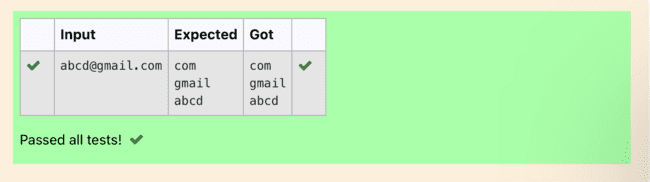 Input Expected Got
abcd@gmail.com com com
gmail gmail
abcd abcd
Passed all tests!